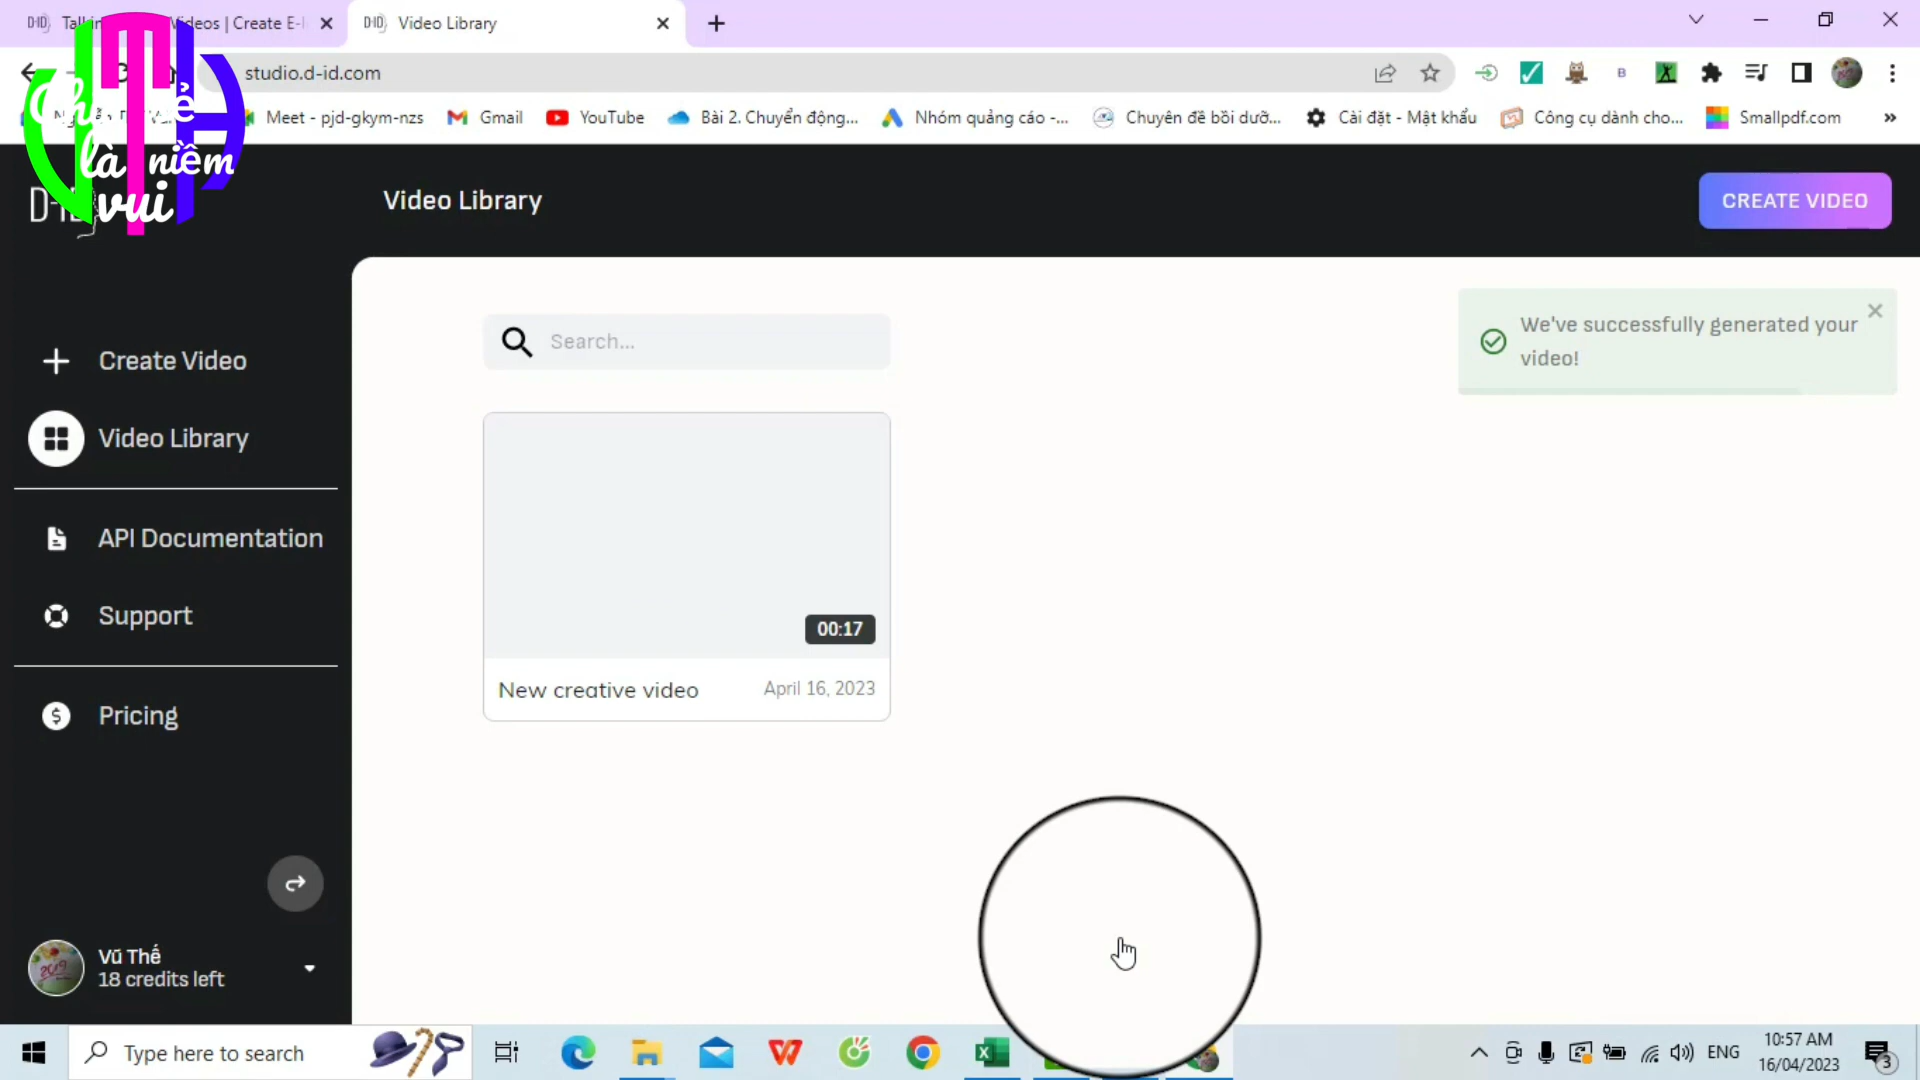 Videos | Create E-
Video Library
studio.d-id.com
Meet - pjd-gkym-nzs
Gmail
YouTube
Bài 2. Chuyển động...
Nhóm quảng cáo -...
Chuyên đề bồi dưỡ...
Cài đặt - Mật khẩu
Công cụ dành cho...
Smallpdf.com
là niềm
vui
Video Library
CREATE VIDEO
Create Video
Video Library
API Documentation
Support
Pricing
Vũ Thế
18 credits left
Search...
We've successfully generated your
video!
00:17
New creative video
April 16, 2023
Type here to search
ENG
10:57 AM
16/04/2023
3